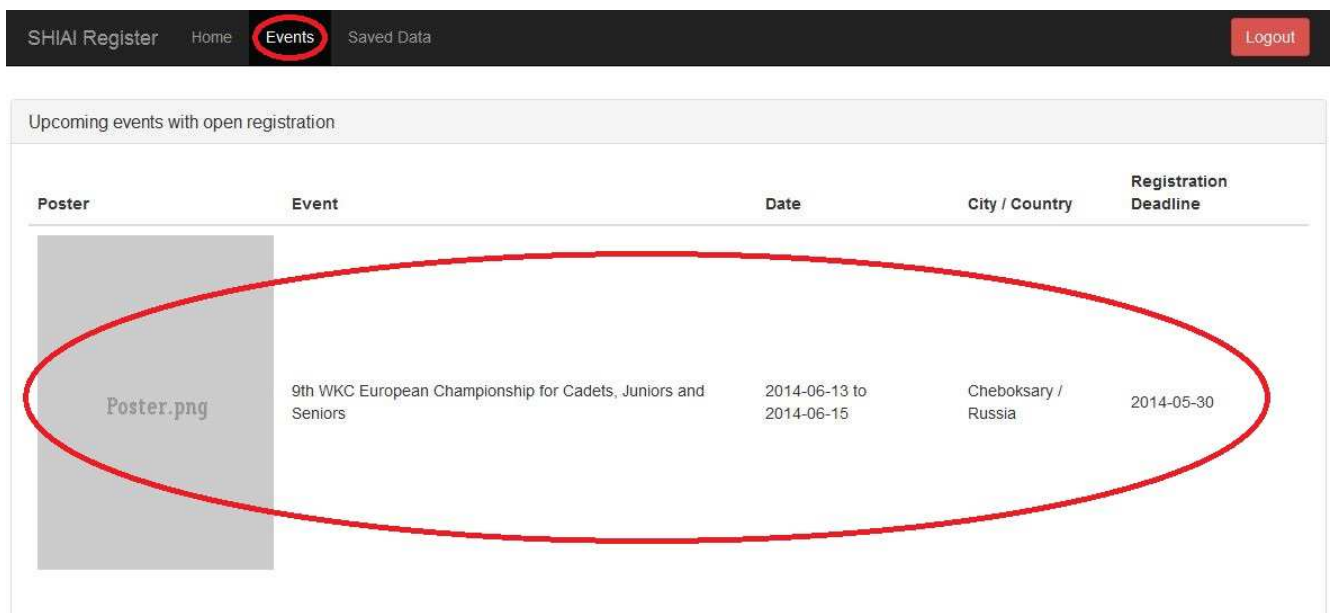 SHIAI Register Home Events Saved Data Logout
Upcoming events with open registration
Poster Event Date City / Country Registration Deadline
Poster.png
9th WKC European Championship for Cadets, Juniors and
Seniors
2014-06-13 to
2014-06-15
Cheboksary /
Russia
2014-05-30